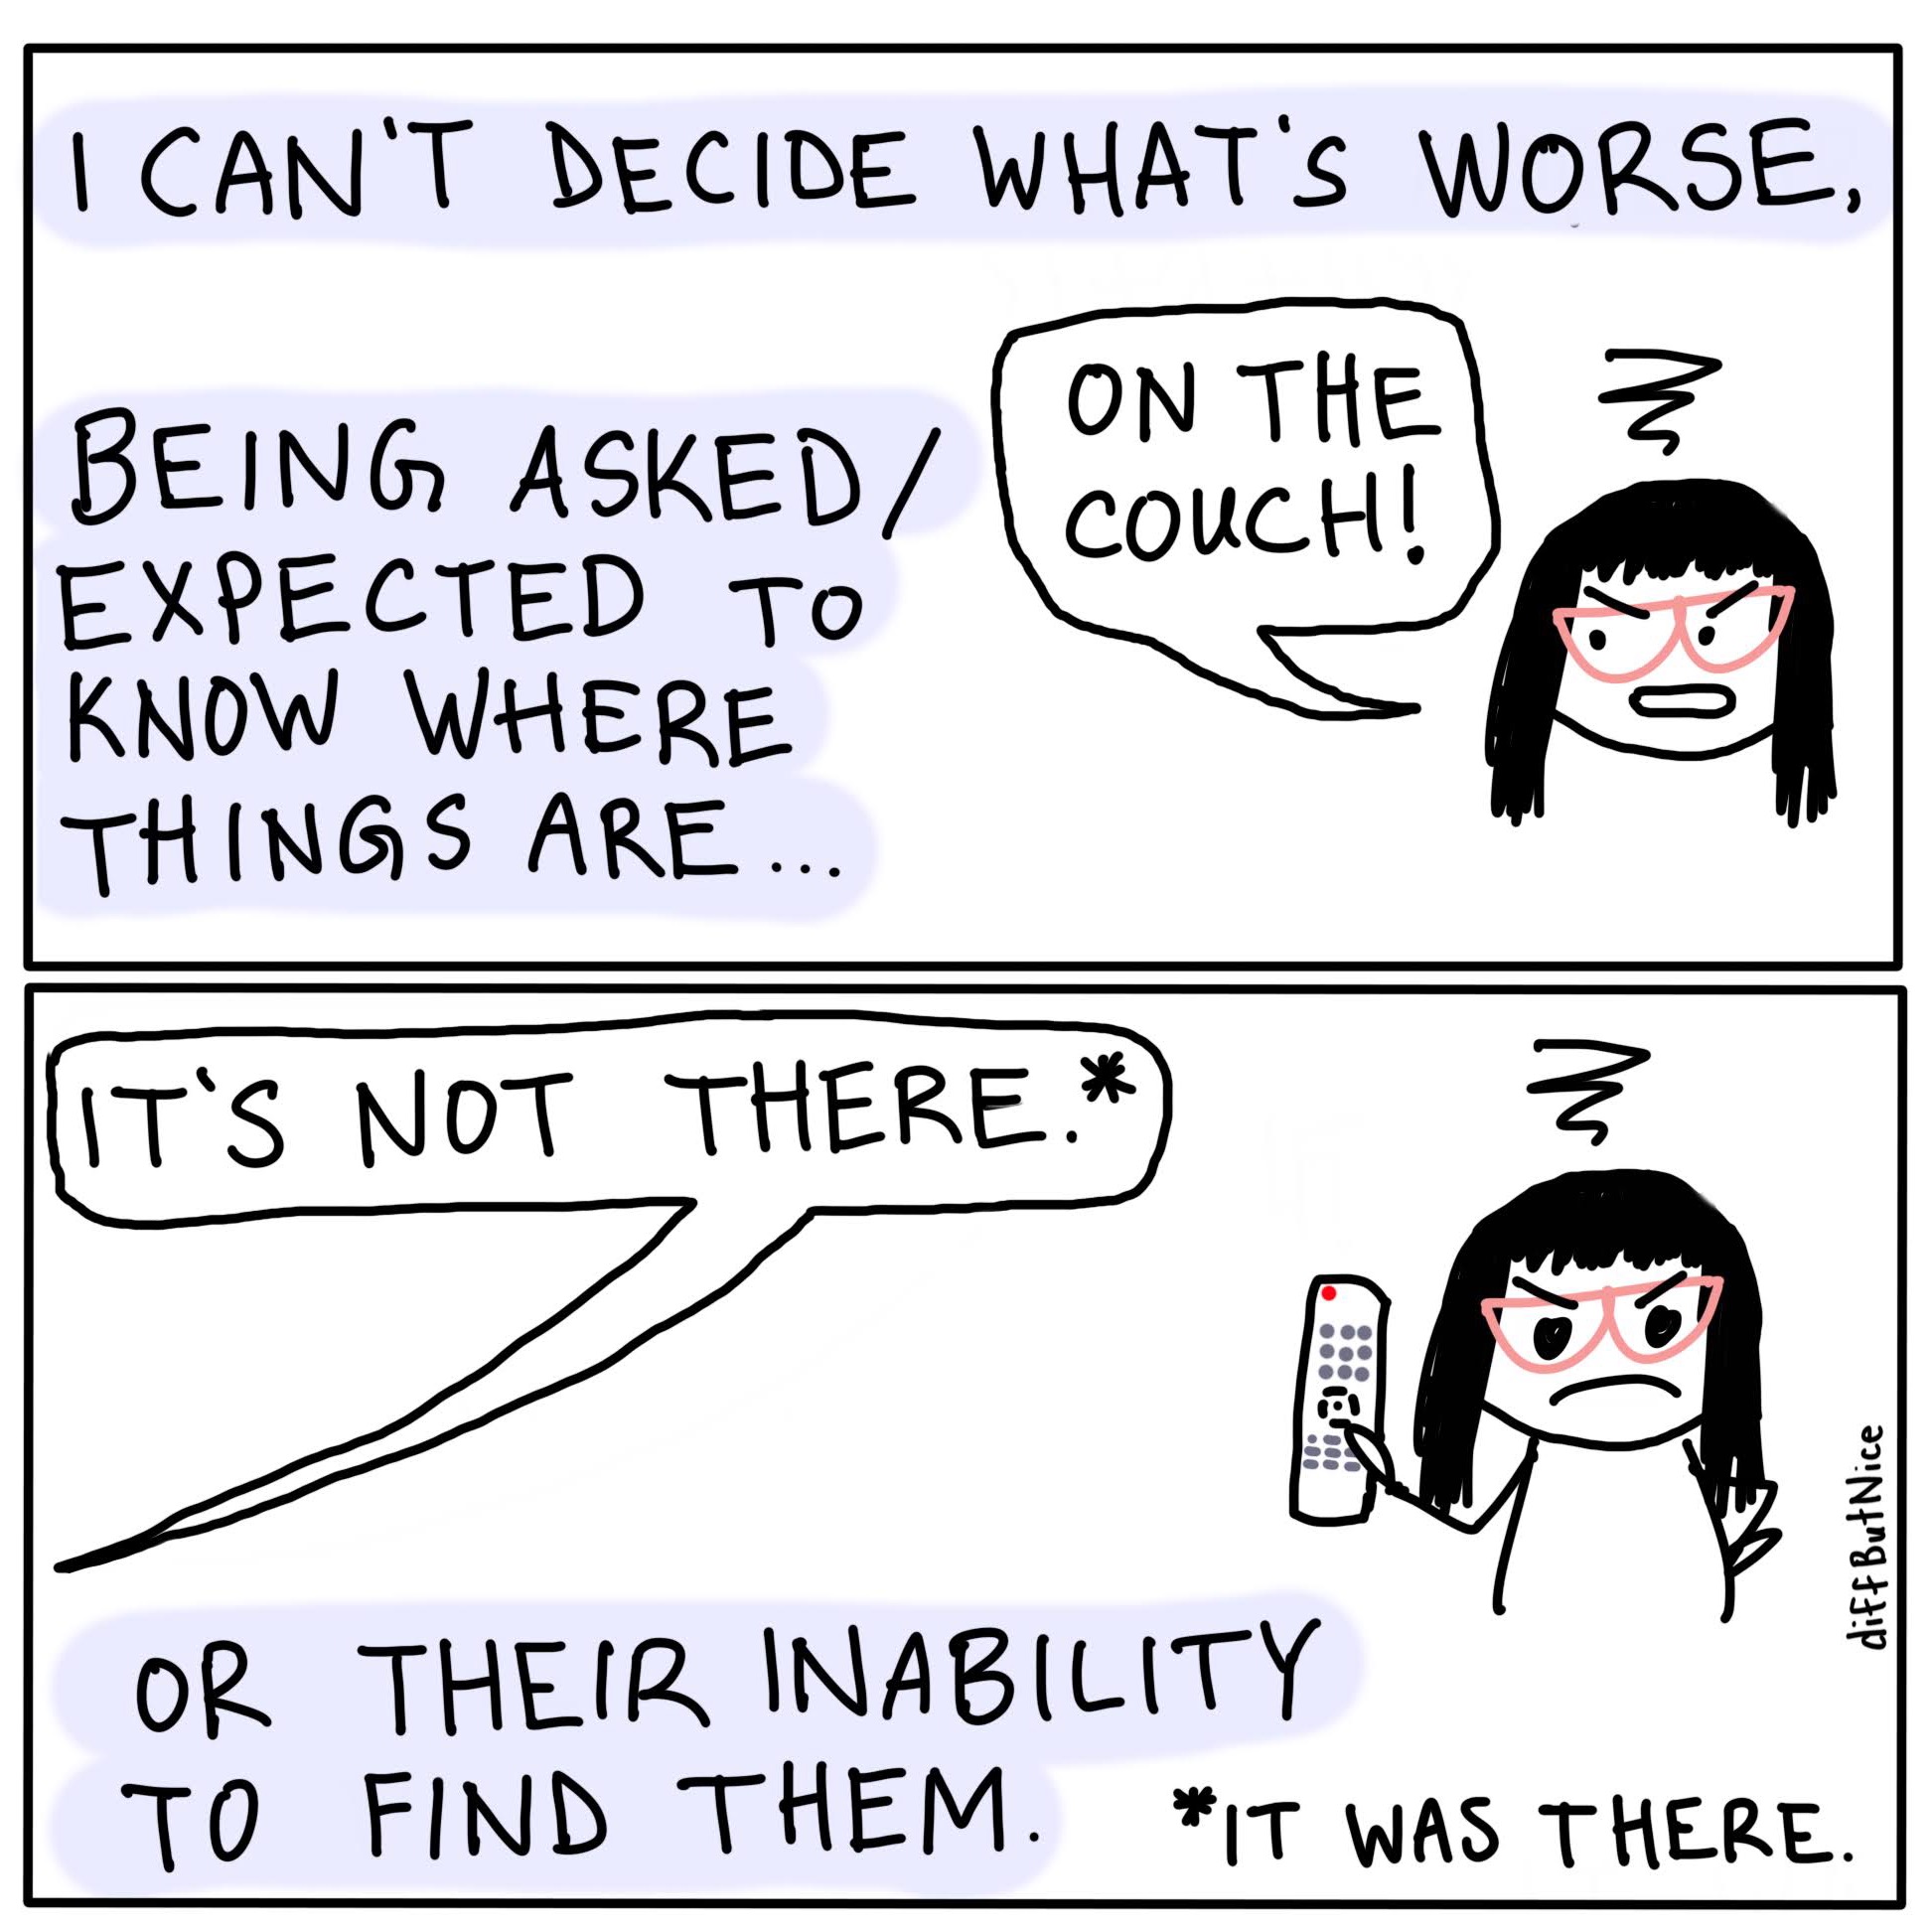 I CAN'T DECIDE WHAT'S WORSE,
BEING ASKED/
EXPECTED TO
KNOW WHERE
THINGS ARE...
ON THE
COUCH!
IT'S NOT THERE.*
OR THEIR INABILITY
TO FIND THEM.
*IT WAS THERE.
diffButNice